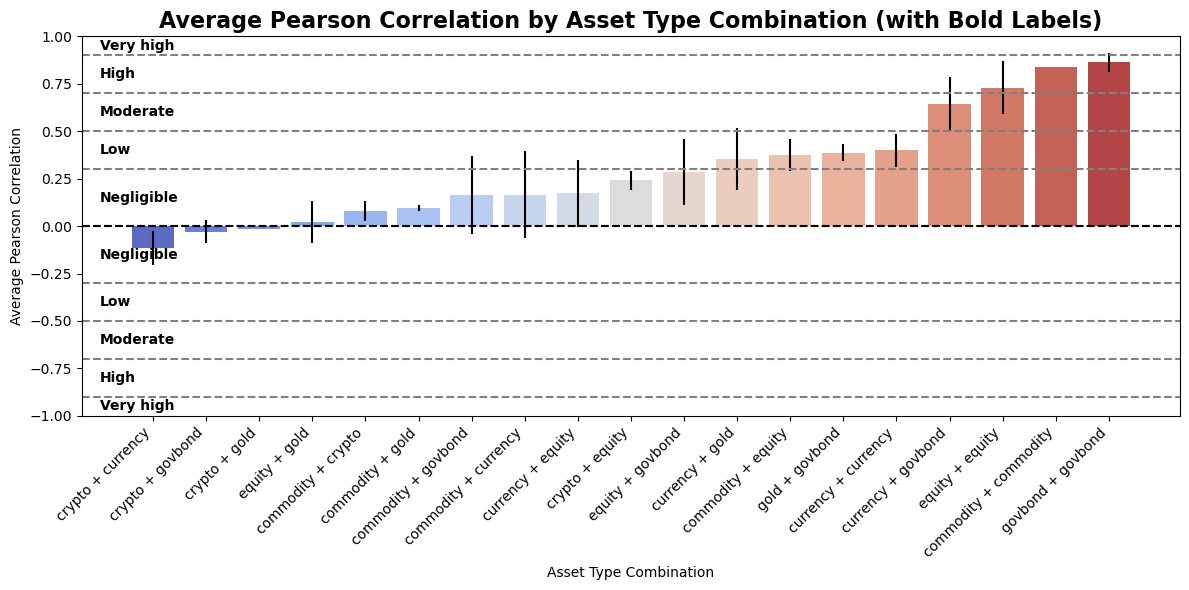 Average Pearson Correlation by Asset Type Combination (with Bold Labels)
Average Pearson Correlation
1.00
0.75
0.50
0.25
0.00
−0.25
−0.50
−0.75
−1.00
Very high
High
Moderate
Low
Negligible
Negligible
Low
Moderate
High
Very high
crypto + currency
crypto + govbond
crypto + gold
equity + gold
commodity + crypto
commodity + gold
commodity + govbond
commodity + currency
currency + equity
crypto + equity
equity + govbond
currency + gold
commodity + equity
gold + govbond
currency + currency
currency + govbond
equity + equity
commodity + commodity
govbond + govbond
Asset Type Combination